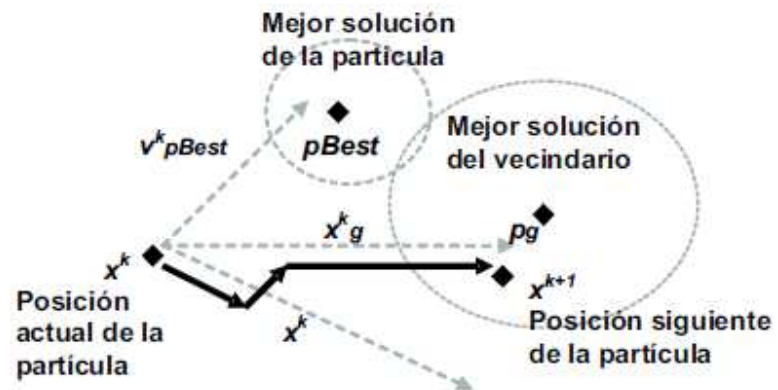 Mejor solución
de la particula
pBest
v^k pBest
Mejor solución
del vecindario
x^k g
pg
x^k
x^{k+1}
Posición
actual de la
partícula
x^k
Posición siguiente
de la partícula